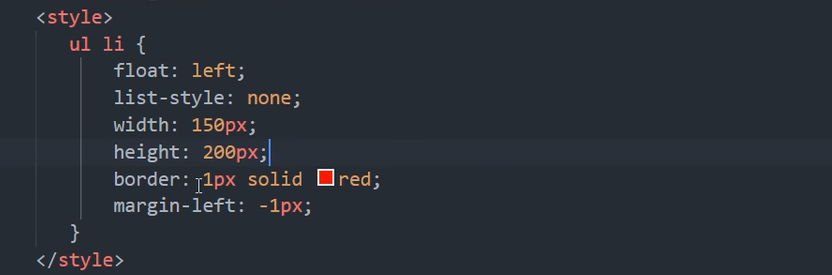 <style>
ul li {
float: left;
list-style: none;
width: 150px;
height: 200px;
border: 1px solid red;
margin-left: -1px;
}
</style>